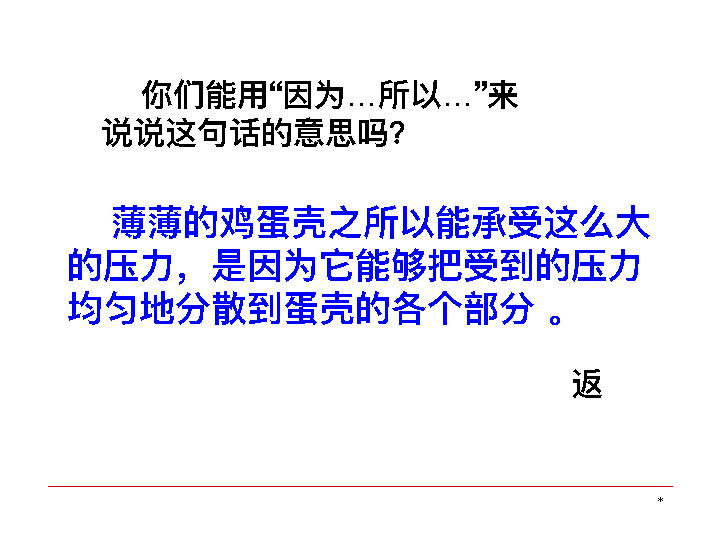 你们能用“因为…所以…”来
说说这句话的意思吗？
薄薄的鸡蛋壳之所以能承受这么大
的压力，是因为它能够把受到的压力
均匀地分散到蛋壳的各个部分 。
返
*